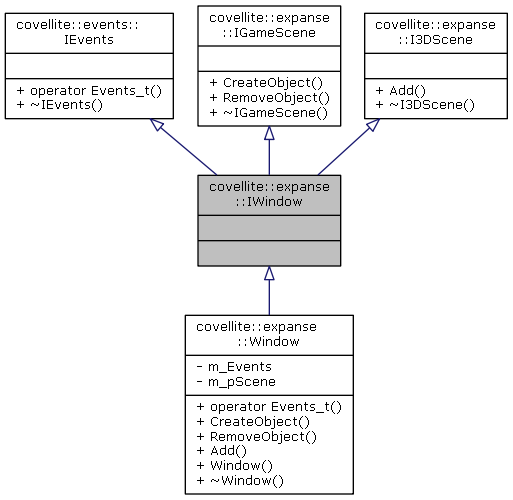 covellite::events::
IEvents
+ operator Events_t()
+ ~IEvents()
covellite::expanse
::IGameScene
+ CreateObject()
+ RemoveObject()
+ ~IGameScene()
covellite::expanse
::I3DScene
+ Add()
+ ~I3DScene()
covellite::expanse
::IWindow
covellite::expanse
::Window
- m_Events
- m_pScene
+ operator Events_t()
+ CreateObject()
+ RemoveObject()
+ Add()
+ Window()
+ ~Window()